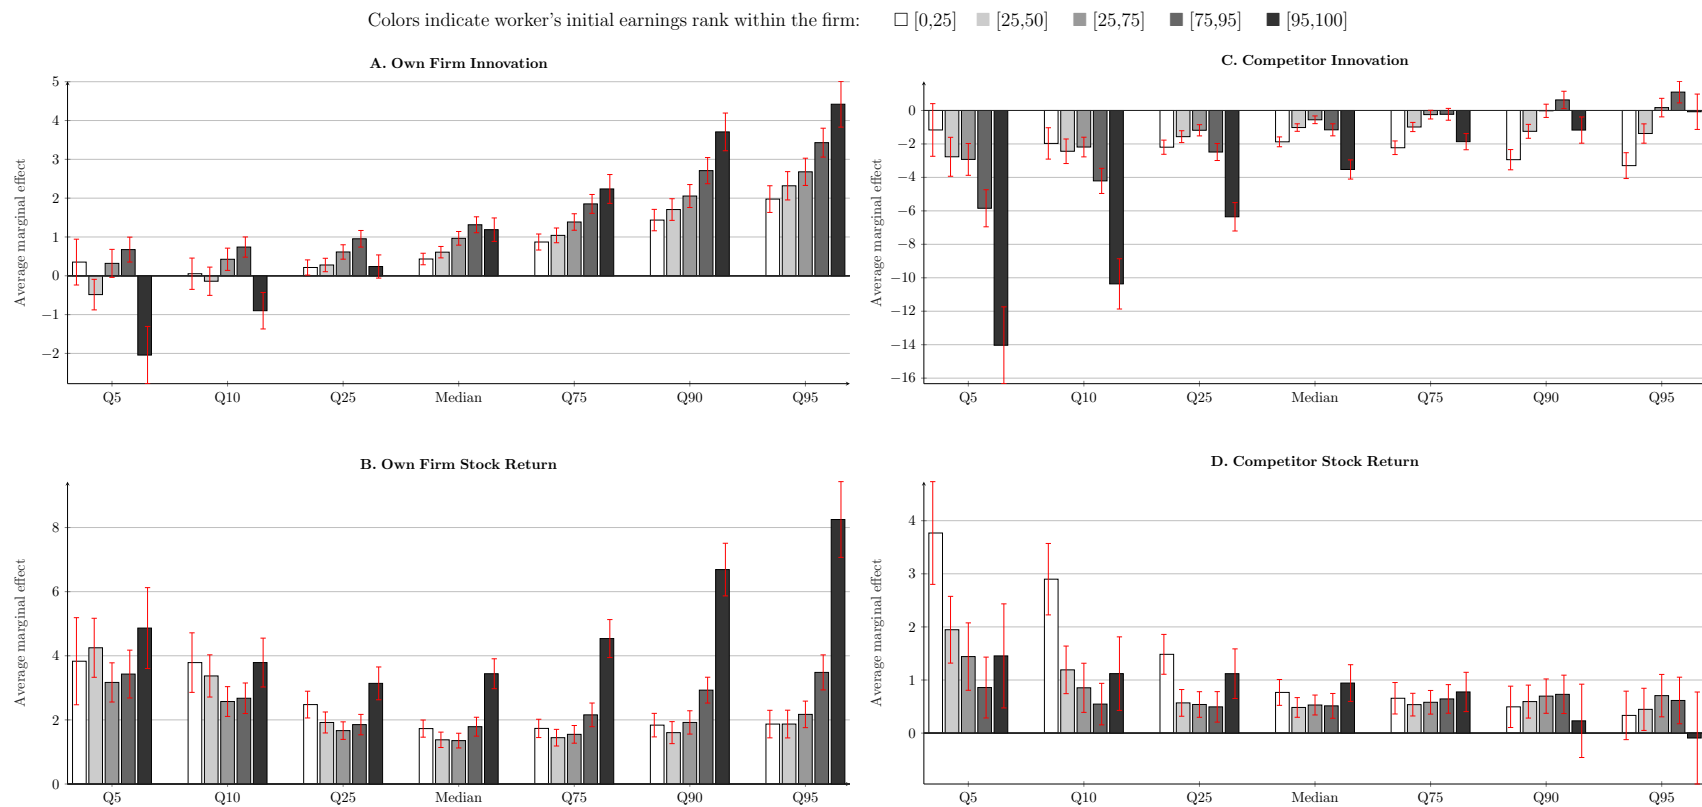 Colors indicate worker's initial earnings rank within the firm: [0,25] [25,50] [25,75] [75,95] [95,100]
A. Own Firm Innovation
Average marginal effect
5
4
3
2
1
0
−1
−2
Q5 Q10 Q25 Median Q75 Q90 Q95
C. Competitor Innovation
Average marginal effect
0
−2
−4
−6
−8
−10
−12
−14
−16
Q5 Q10 Q25 Median Q75 Q90 Q95
B. Own Firm Stock Return
Average marginal effect
8
6
4
2
0
Q5 Q10 Q25 Median Q75 Q90 Q95
D. Competitor Stock Return
Average marginal effect
4
3
2
1
0
Q5 Q10 Q25 Median Q75 Q90 Q95